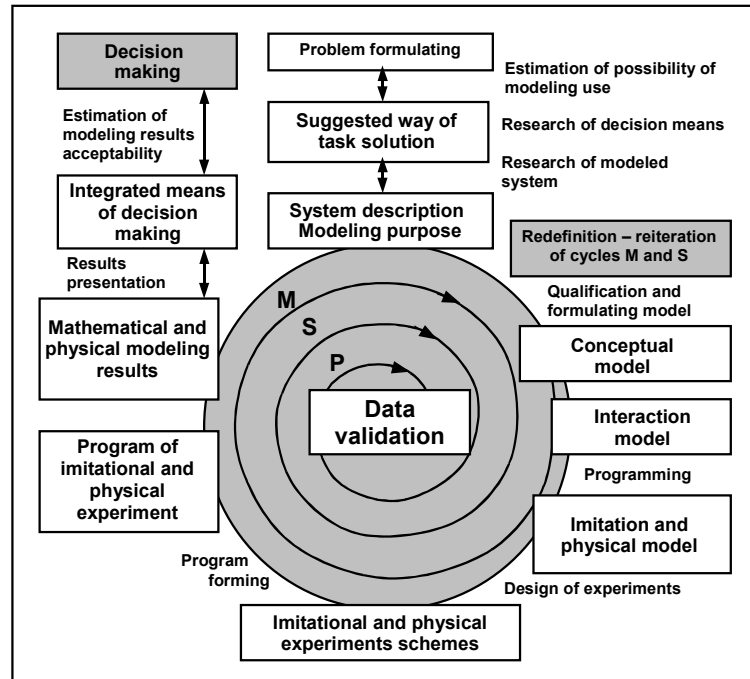 Decision
making
Estimation of
modeling results
acceptability
Integrated means
of decision
making
Results
presentation
Mathematical and
physical modeling
results
Program of
imitational and
physical
experiment
Program
forming
Problem formulating
Estimation of possibility of
modeling use
Suggested way of
task solution
Research of decision means
Research of modeled
system
System description
Modeling purpose
Redefinition – reiteration
of cycles M and S
Qualification and
formulating model
Conceptual
model
Interaction
model
Programming
Imitation and
physical model
Design of experiments
Imitational and physical
experiments schemes
M
S
P
Data
validation